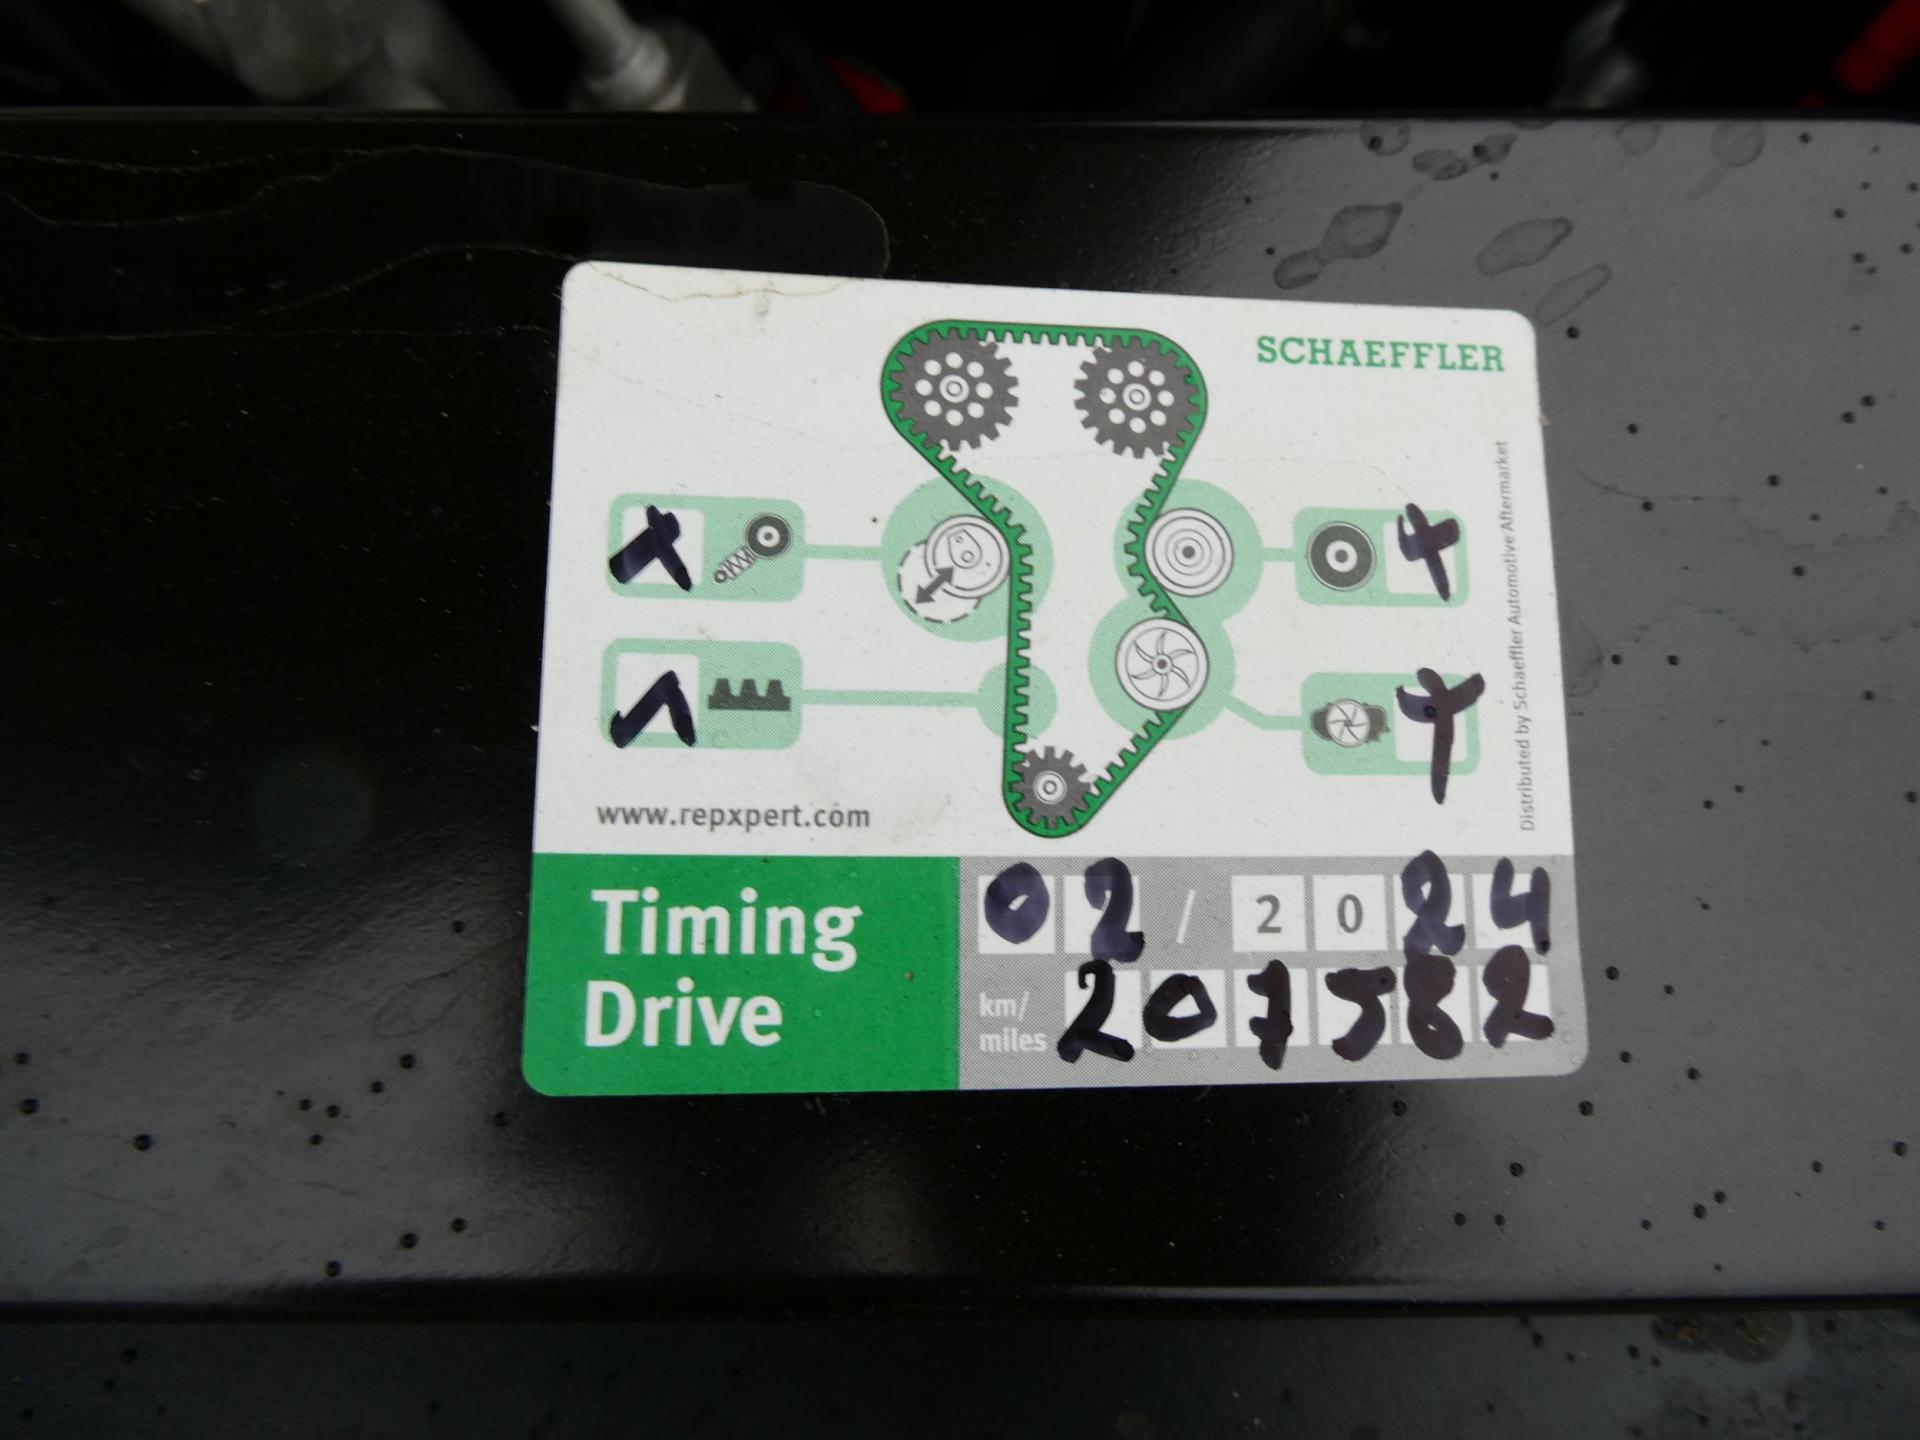 SCHAEFFLER
Distributed by Schaeffler Automotive Aftermarket
www.repxpert.com
Timing
Drive
02 / 2024
km/
miles
207582